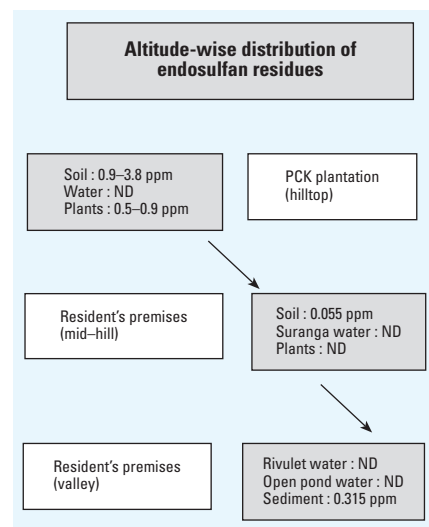 Altitude-wise distribution of
endosulfan residues
Soil : 0.9–3.8 ppm
Water : ND
Plants : 0.5–0.9 ppm
PCK plantation
(hilltop)
Resident's premises
(mid–hill)
Soil : 0.055 ppm
Suranga water : ND
Plants : ND
Resident's premises
(valley)
Rivulet water : ND
Open pond water : ND
Sediment : 0.315 ppm